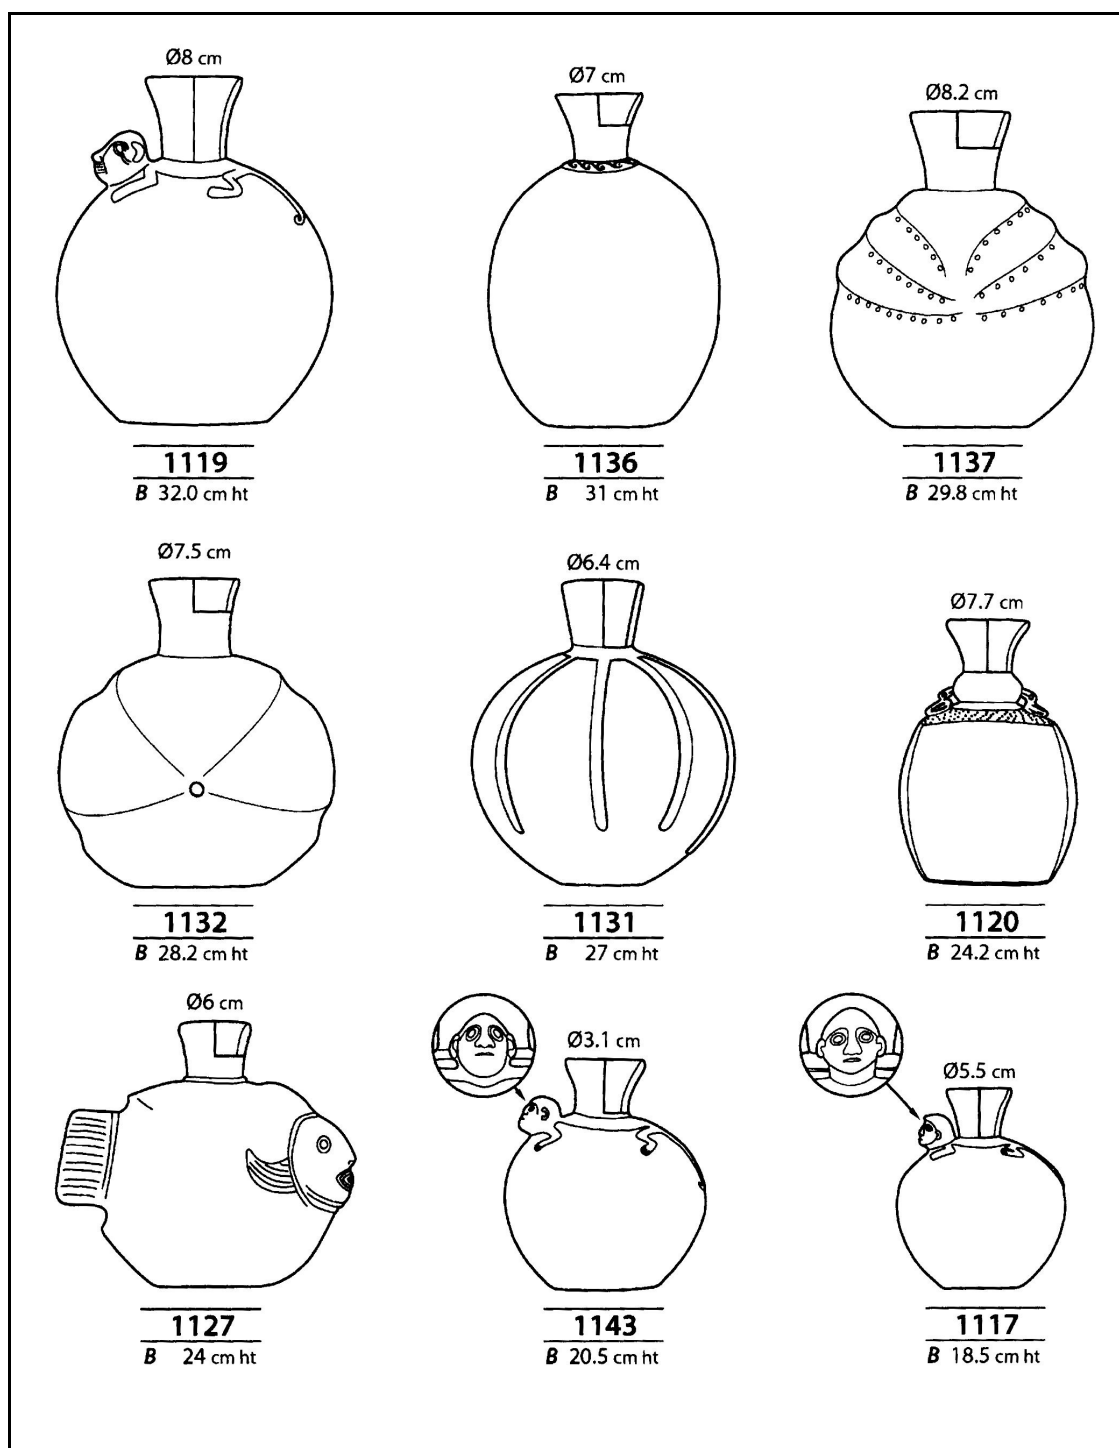 Ø8 cm
1119
B 32.0 cm ht
Ø7 cm
1136
B 31 cm ht
Ø8.2 cm
1137
B 29.8 cm ht
Ø7.5 cm
1132
B 28.2 cm ht
Ø6.4 cm
1131
B 27 cm ht
Ø7.7 cm
1120
B 24.2 cm ht
Ø6 cm
1127
B 24 cm ht
Ø3.1 cm
1143
B 20.5 cm ht
Ø5.5 cm
1117
B 18.5 cm ht